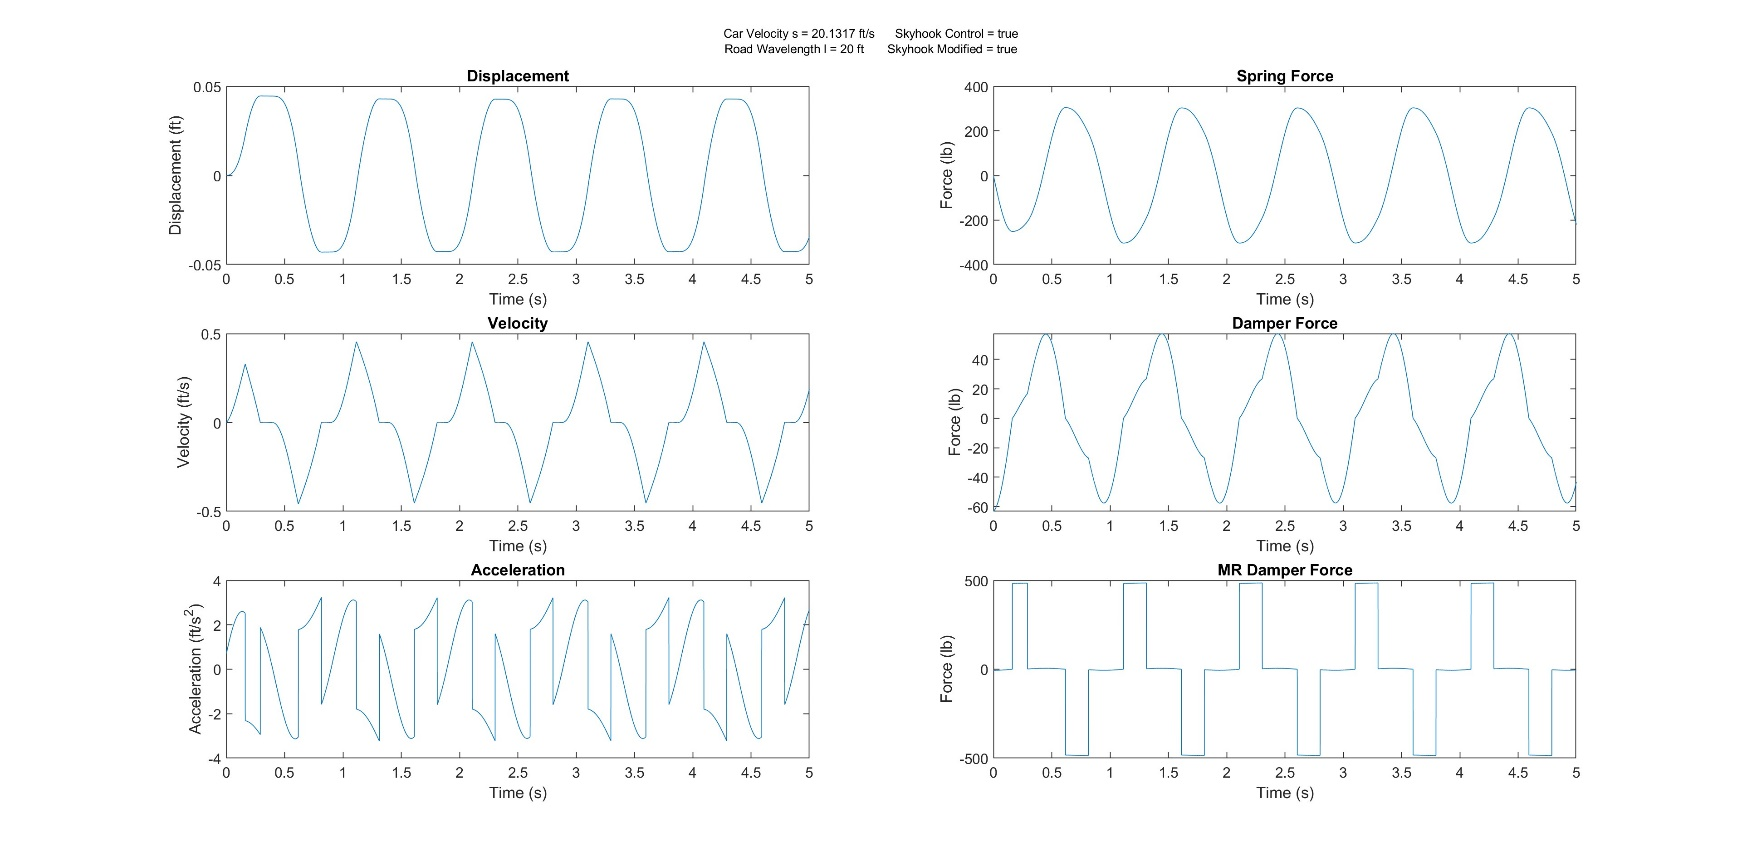 Car Velocity s = 20.1317 ft/s Skyhook Control = true
Road Wavelength l = 20 ft Skyhook Modified = true
Displacement
0.05
0
-0.05
Displacement (ft)
0 0.5 1 1.5 2 2.5 3 3.5 4 4.5 5
Time (s)
Spring Force
400
200
0
-200
-400
Force (lb)
0 0.5 1 1.5 2 2.5 3 3.5 4 4.5 5
Time (s)
Velocity
0.5
0
-0.5
Velocity (ft/s)
0 0.5 1 1.5 2 2.5 3 3.5 4 4.5 5
Time (s)
Damper Force
40
20
0
-20
-40
-60
Force (lb)
0 0.5 1 1.5 2 2.5 3 3.5 4 4.5 5
Time (s)
Acceleration
4
2
0
-2
-4
Acceleration (ft/s²)
0 0.5 1 1.5 2 2.5 3 3.5 4 4.5 5
Time (s)
MR Damper Force
500
0
-500
Force (lb)
0 0.5 1 1.5 2 2.5 3 3.5 4 4.5 5
Time (s)